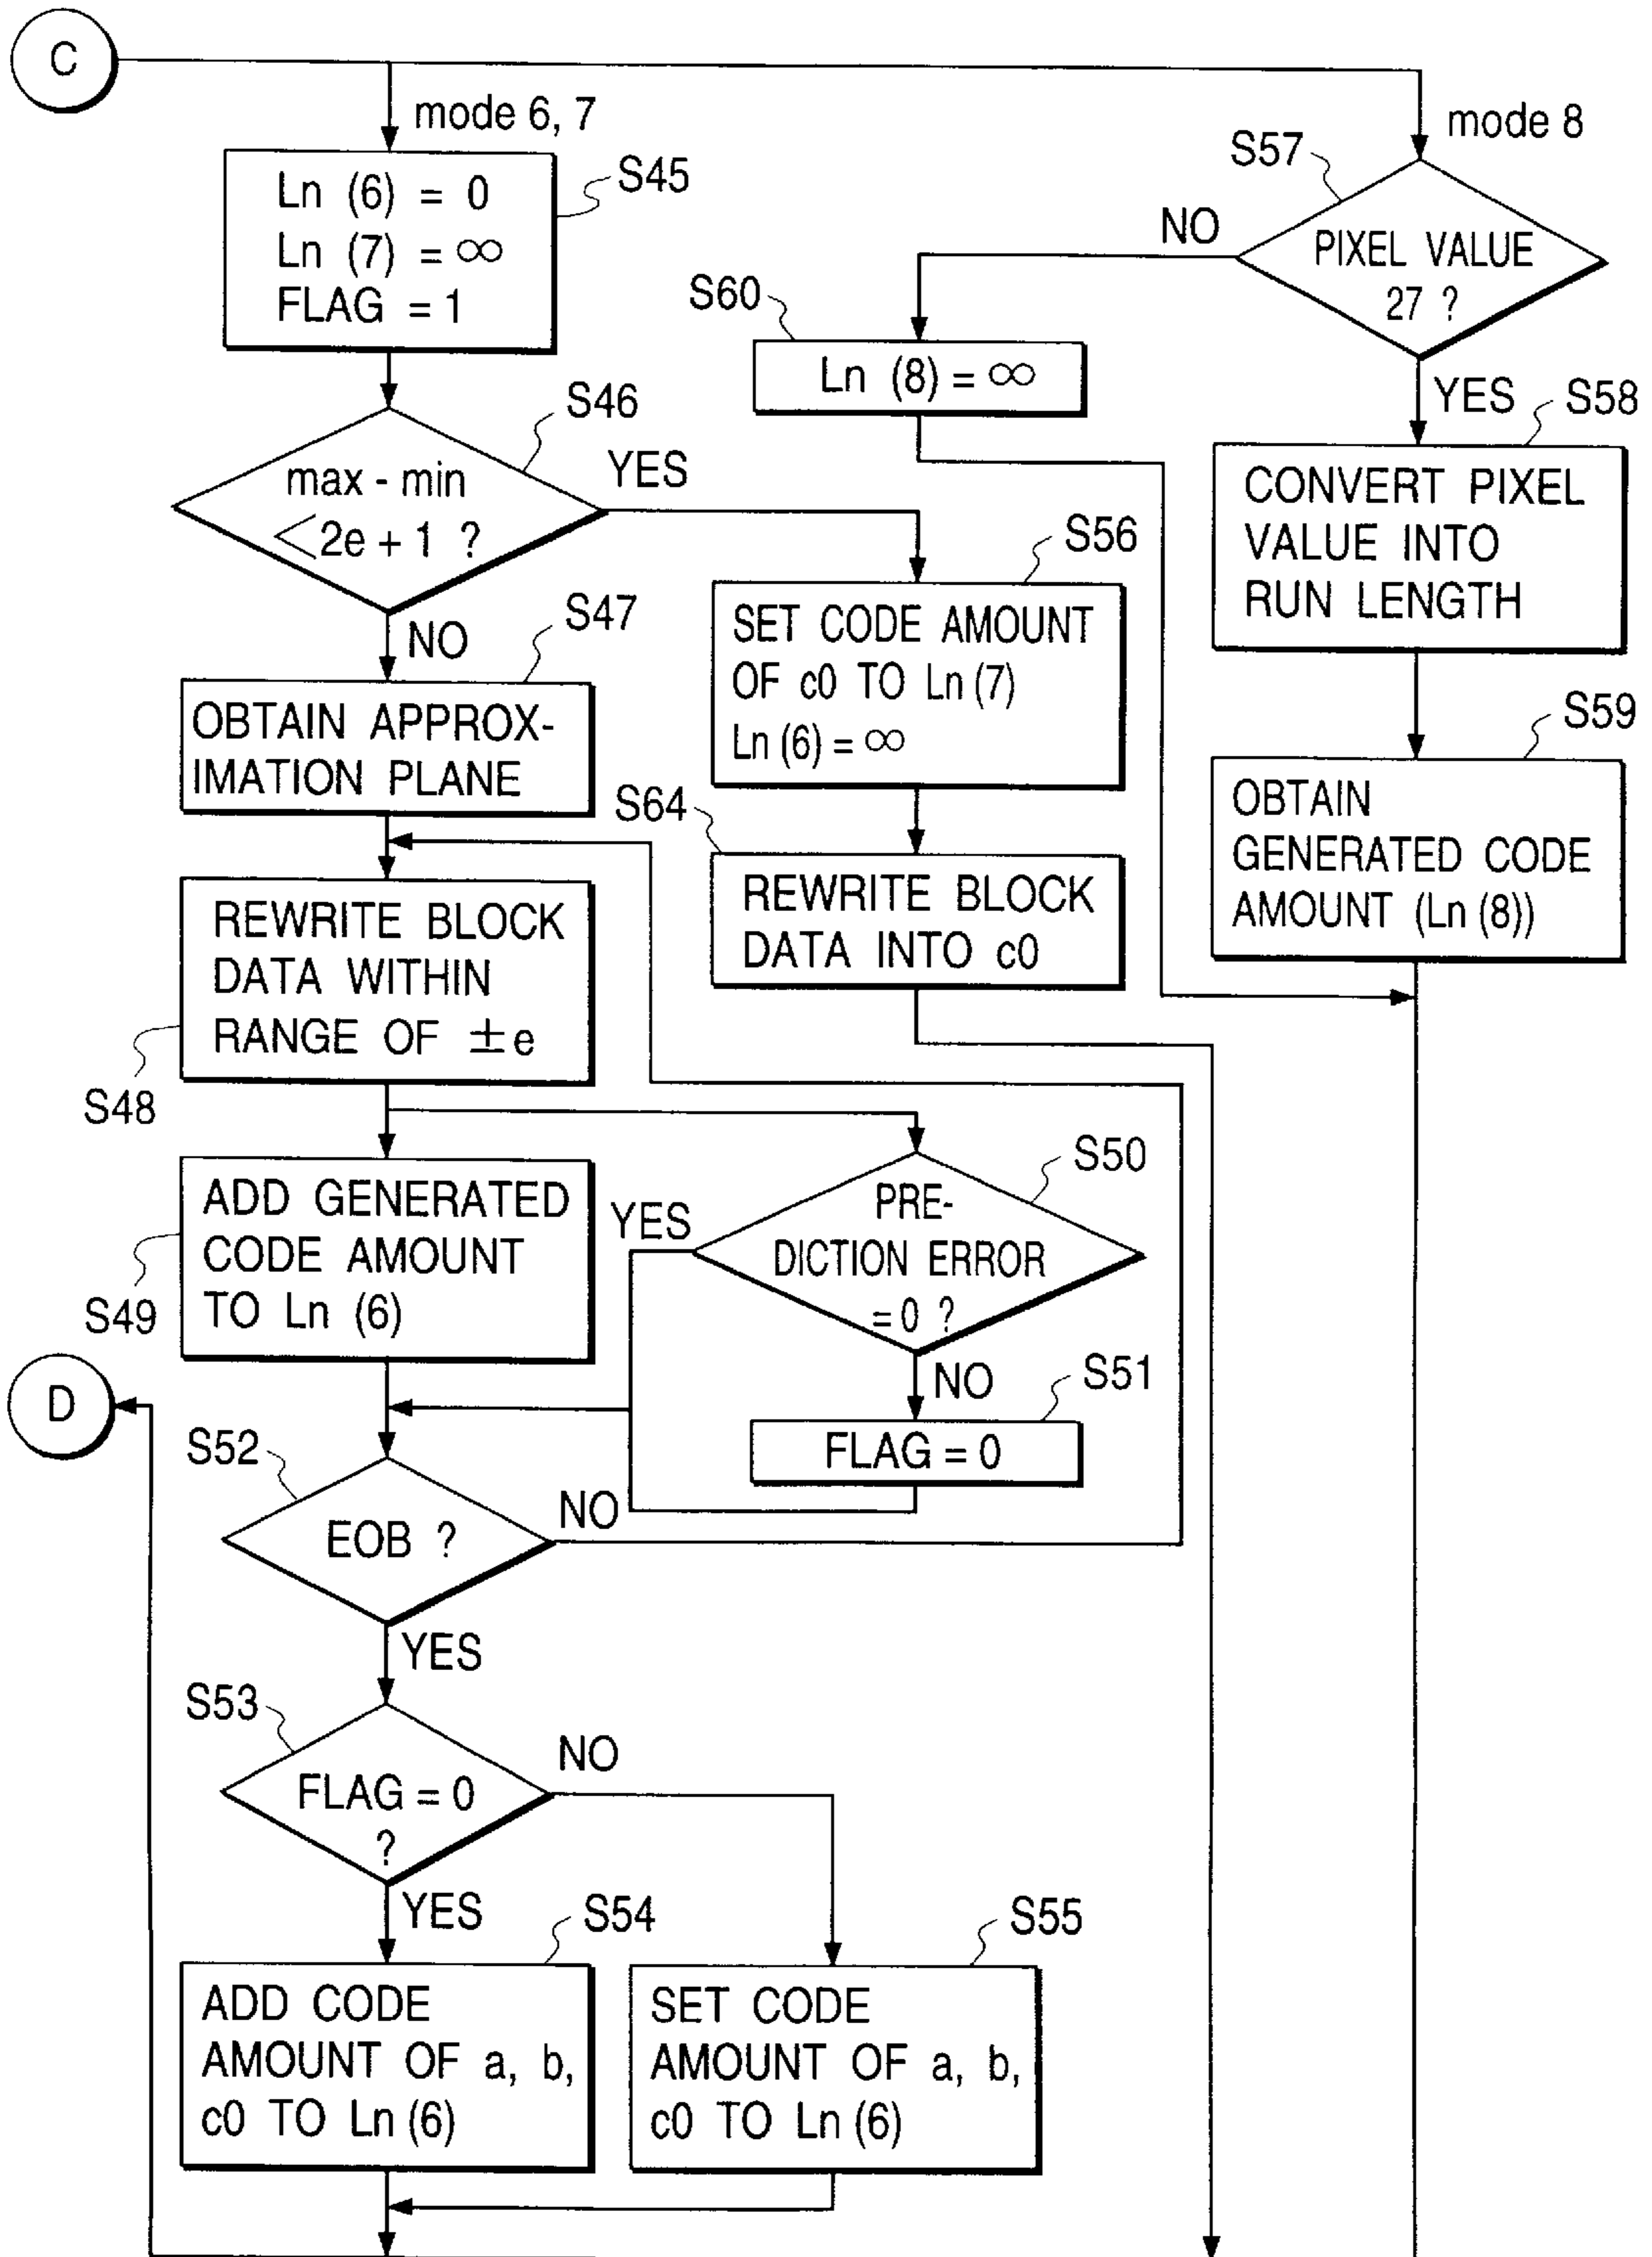 C
mode 6, 7
mode 8
Ln (6) = 0
Ln (7) = ∞
FLAG = 1
S45
S57
PIXEL VALUE
27 ?
NO
YES
S60
Ln (8) = ∞
S58
CONVERT PIXEL
VALUE INTO
RUN LENGTH
S46
max - min
<2e + 1 ?
YES
NO
S56
SET CODE AMOUNT
OF c0 TO Ln (7)
Ln (6) = ∞
S47
OBTAIN APPROX-
IMATION PLANE
S59
OBTAIN
GENERATED CODE
AMOUNT (Ln (8))
S64
REWRITE BLOCK
DATA INTO c0
REWRITE BLOCK
DATA WITHIN
RANGE OF ±e
S48
S50
PRE-
DICTION ERROR
= 0 ?
YES
NO
ADD GENERATED
CODE AMOUNT
TO Ln (6)
S49
S51
FLAG = 0
D
S52
EOB ?
NO
YES
S53
FLAG = 0
?
NO
YES
S54
ADD CODE
AMOUNT OF a, b,
c0 TO Ln (6)
S55
SET CODE
AMOUNT OF a, b,
c0 TO Ln (6)